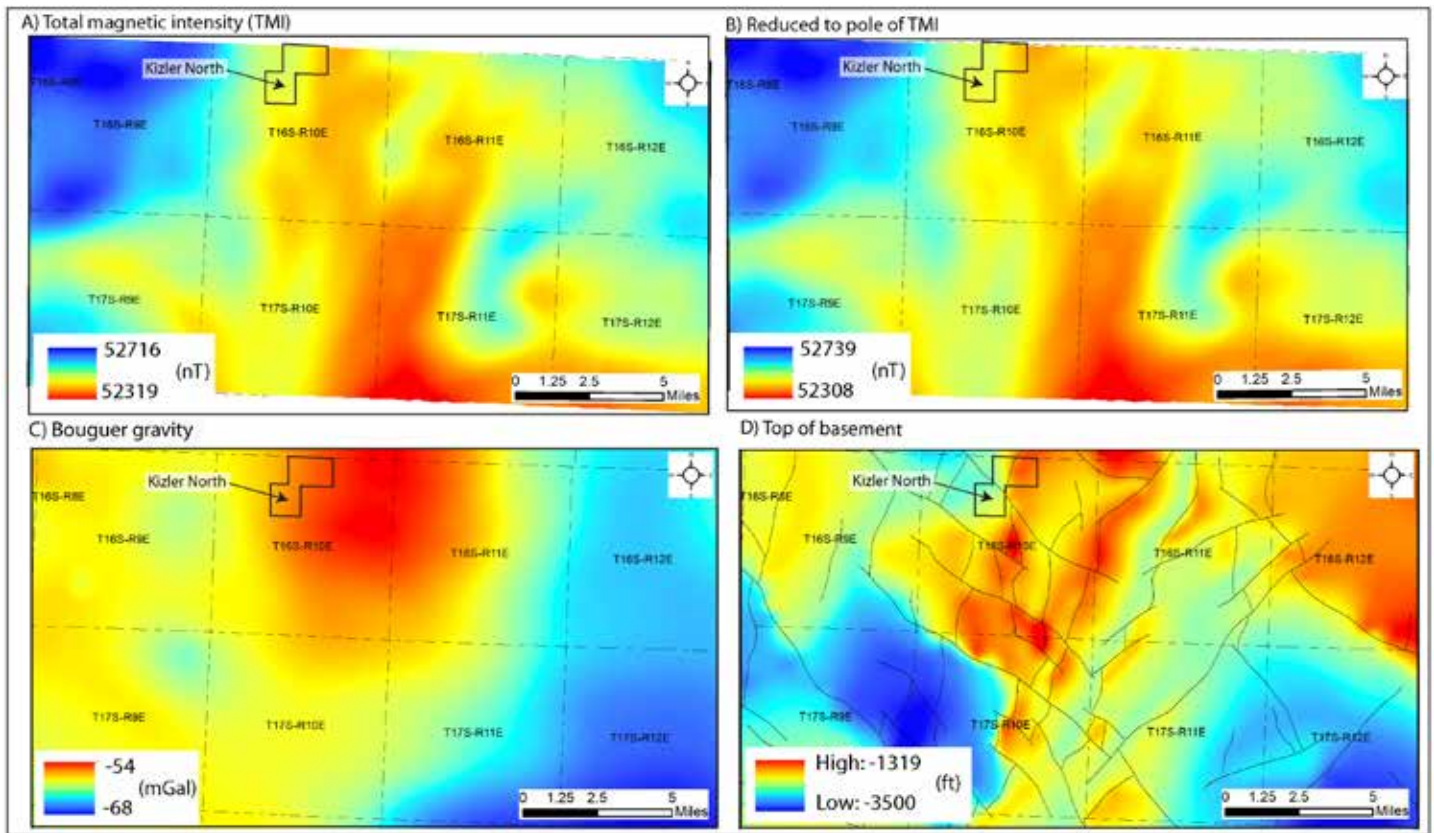 A) Total magnetic intensity (TMI)
Kizler North
T16S-R8E
T16S-R9E
T16S-R10E
T16S-R11E
T16S-R12E
T17S-R9E
T17S-R10E
T17S-R11E
T17S-R12E
52716
(nT)
52319
0 1.25 2.5 5
Miles
B) Reduced to pole of TMI
Kizler North
T16S-R8E
T16S-R9E
T16S-R10E
T16S-R11E
T16S-R12E
T17S-R9E
T17S-R10E
T17S-R11E
T17S-R12E
52739
(nT)
52308
0 1.25 2.5 5
Miles
C) Bouguer gravity
Kizler North
T16S-R8E
T16S-R9E
T16S-R10E
T16S-R11E
T16S-R12E
T17S-R9E
T17S-R10E
T17S-R11E
T17S-R12E
-54
(mGal)
-68
0 1.25 2.5 5
Miles
D) Top of basement
Kizler North
T16S-R8E
T16S-R9E
T16S-R10E
T16S-R11E
T16S-R12E
T17S-R9E
T17S-R10E
T17S-R11E
T17S-R12E
High: -1319
(ft)
Low: -3500
0 1.25 2.5 5
Miles